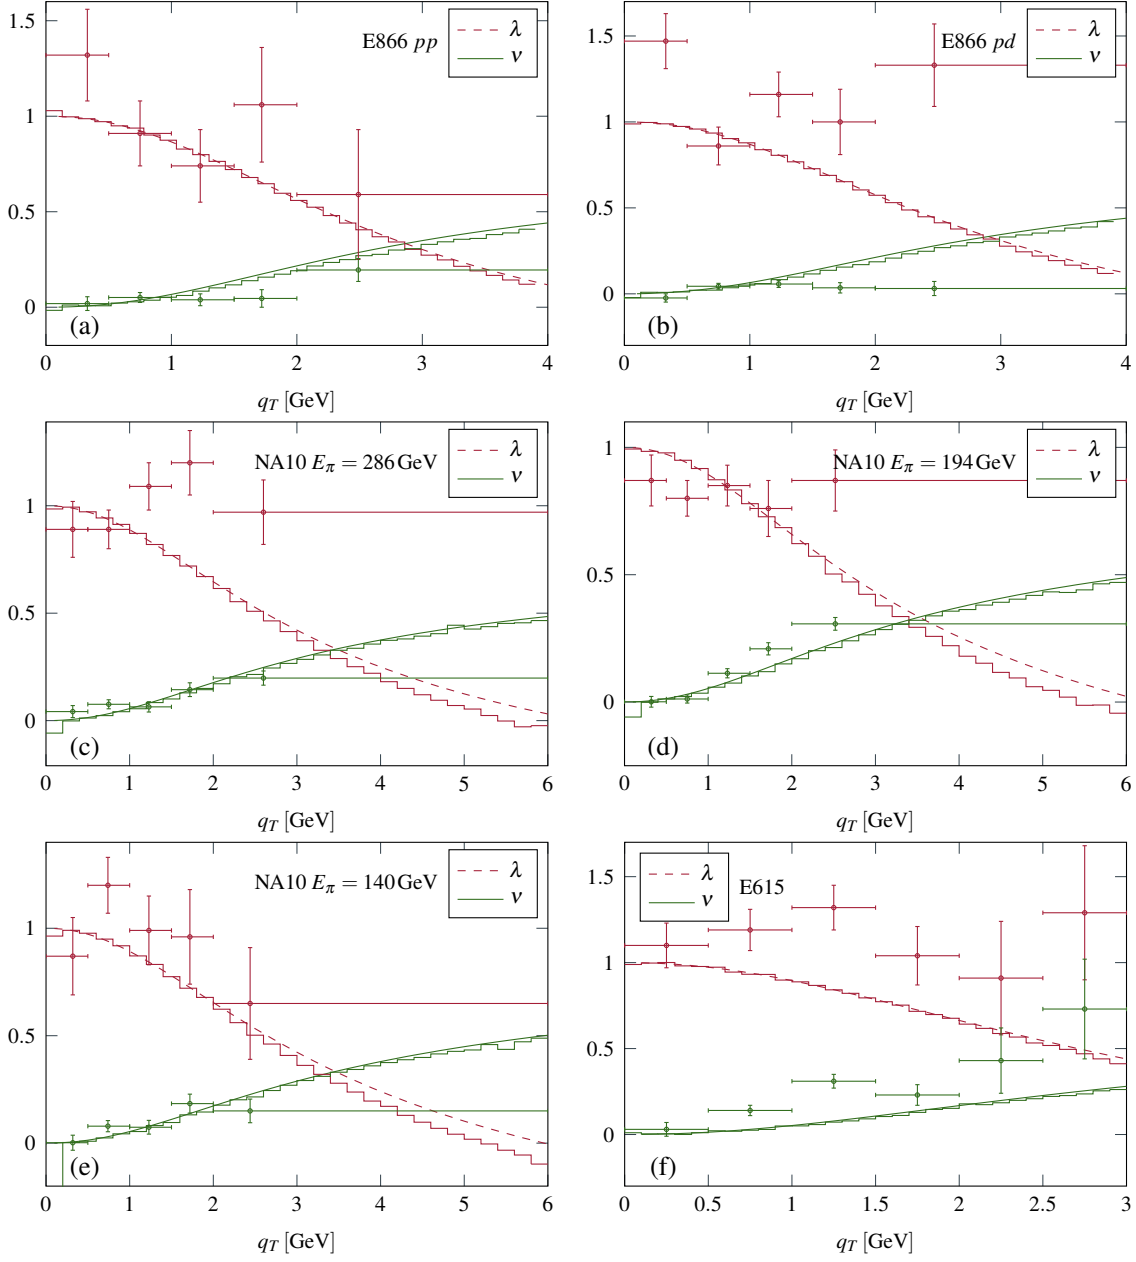 E866 pp
λ
ν
1.5
1
0.5
0
(a)
0 1 2 3 4
q_T [GeV]
E866 pd
λ
ν
1.5
1
0.5
0
(b)
0 1 2 3 4
q_T [GeV]
NA10 E_π = 286 GeV
λ
ν
1
0.5
0
(c)
0 1 2 3 4 5 6
q_T [GeV]
NA10 E_π = 194 GeV
λ
ν
1
0.5
0
(d)
0 1 2 3 4 5 6
q_T [GeV]
NA10 E_π = 140 GeV
λ
ν
1
0.5
0
(e)
0 1 2 3 4 5 6
q_T [GeV]
λ
ν
E615
1.5
1
0.5
0
(f)
0 0.5 1 1.5 2 2.5 3
q_T [GeV]